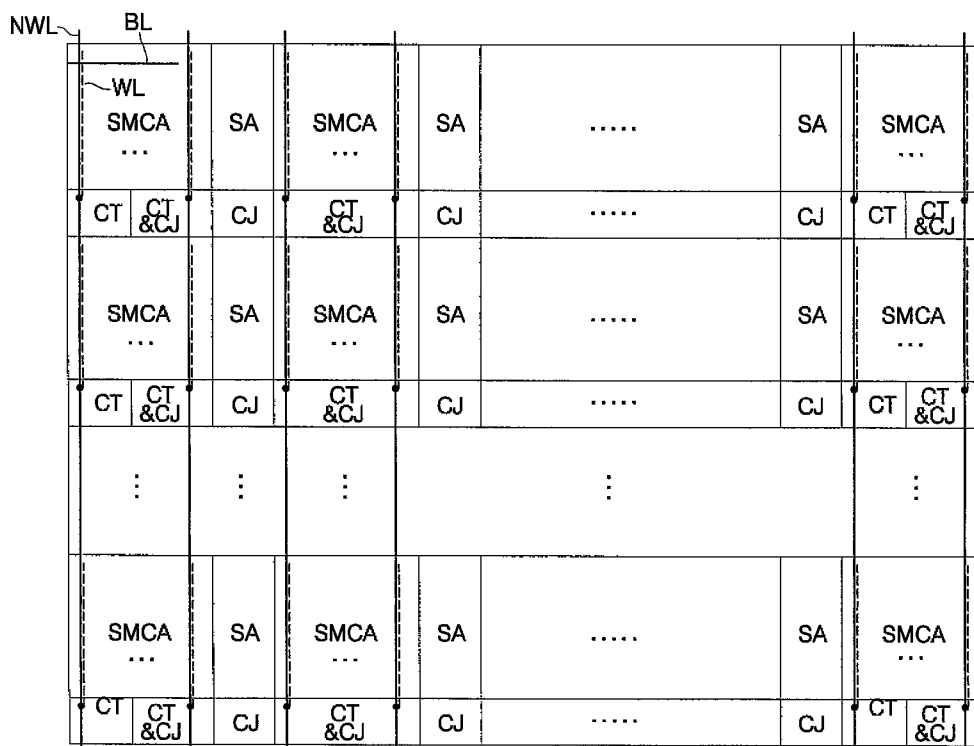 NWL BL
WL
SMCA SA SMCA SA ..... SA SMCA
... ... ...
CT CT &CJ CJ CT &CJ CJ ..... CJ CT CT &CJ
SMCA SA SMCA SA ..... SA SMCA
... ... ...
CT CT &CJ CJ CT &CJ CJ ..... CJ CT CT &CJ
SMCA SA SMCA SA ..... SA SMCA
... ... ...
CT CT &CJ CJ CT &CJ CJ ..... CJ CT CT &CJ